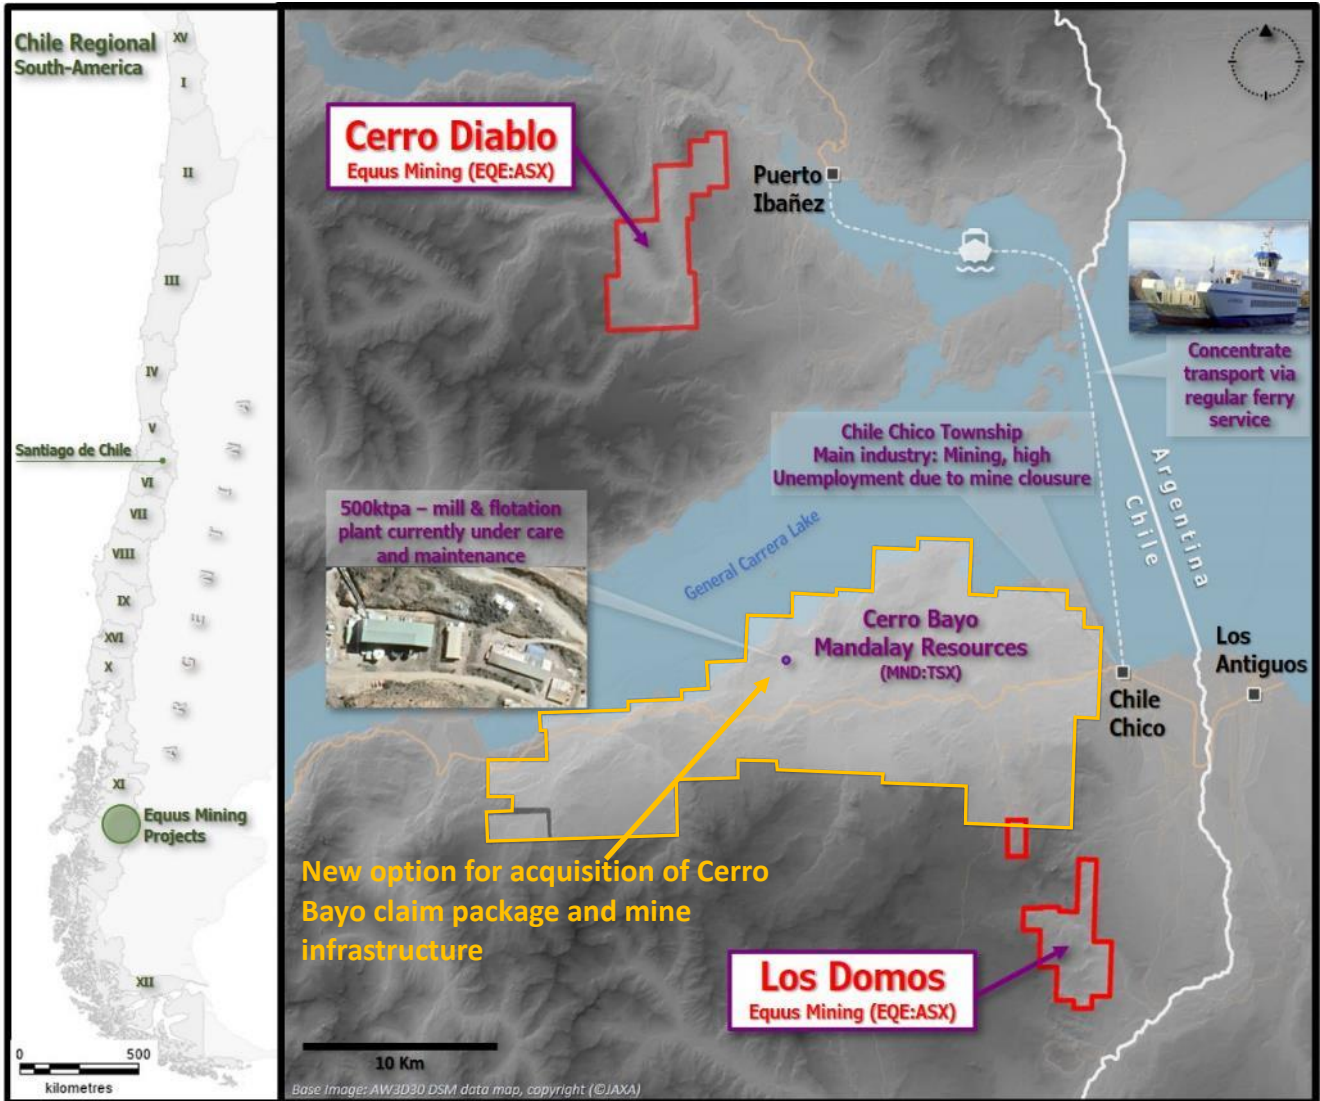 Chile Regional
South-America
XV
I
II
III
IV
V
Santiago de Chile
VI
VII
VIII
IX
XVI
X
XI
Equus Mining
Projects
XII
ARGENTINA
0 500
kilometres
Cerro Diablo
Equus Mining (EQE:ASX)
Puerto
Ibañez
Concentrate
transport via
regular ferry
service
Chile Chico Township
Main industry: Mining, high
Unemployment due to mine clousure
Argentina
Chile
500ktpa – mill & flotation
plant currently under care
and maintenance
General Carrera Lake
Cerro Bayo
Mandalay Resources
(MND:TSX)
Los
Antiguos
Chile
Chico
New option for acquisition of Cerro
Bayo claim package and mine
infrastructure
Los Domos
Equus Mining (EQE:ASX)
10 Km
Base Image: AW3D30 DSM data map, copyright (©JAXA)